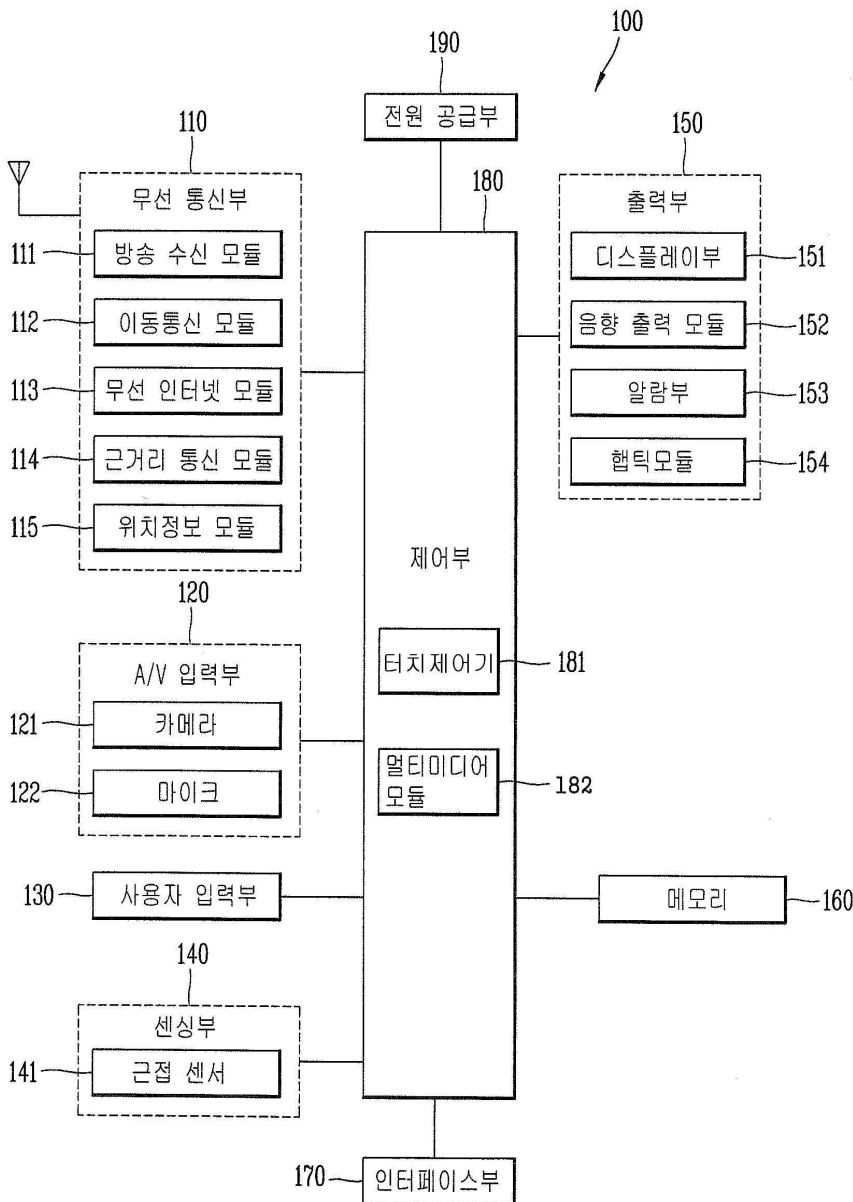 100
190
전원 공급부
110
무선 통신부
111 방송 수신 모듈
112 이동통신 모듈
113 무선 인터넷 모듈
114 근거리 통신 모듈
115 위치정보 모듈
120
A/V 입력부
121 카메라
122 마이크
130 사용자 입력부
140
센싱부
141 근접 센서
180
제어부
터치제어기 181
멀티미디어
모듈 182
170 인터페이스부
150
출력부
디스플레이부 151
음향 출력 모듈 152
알람부 153
햅틱모듈 154
메모리 160